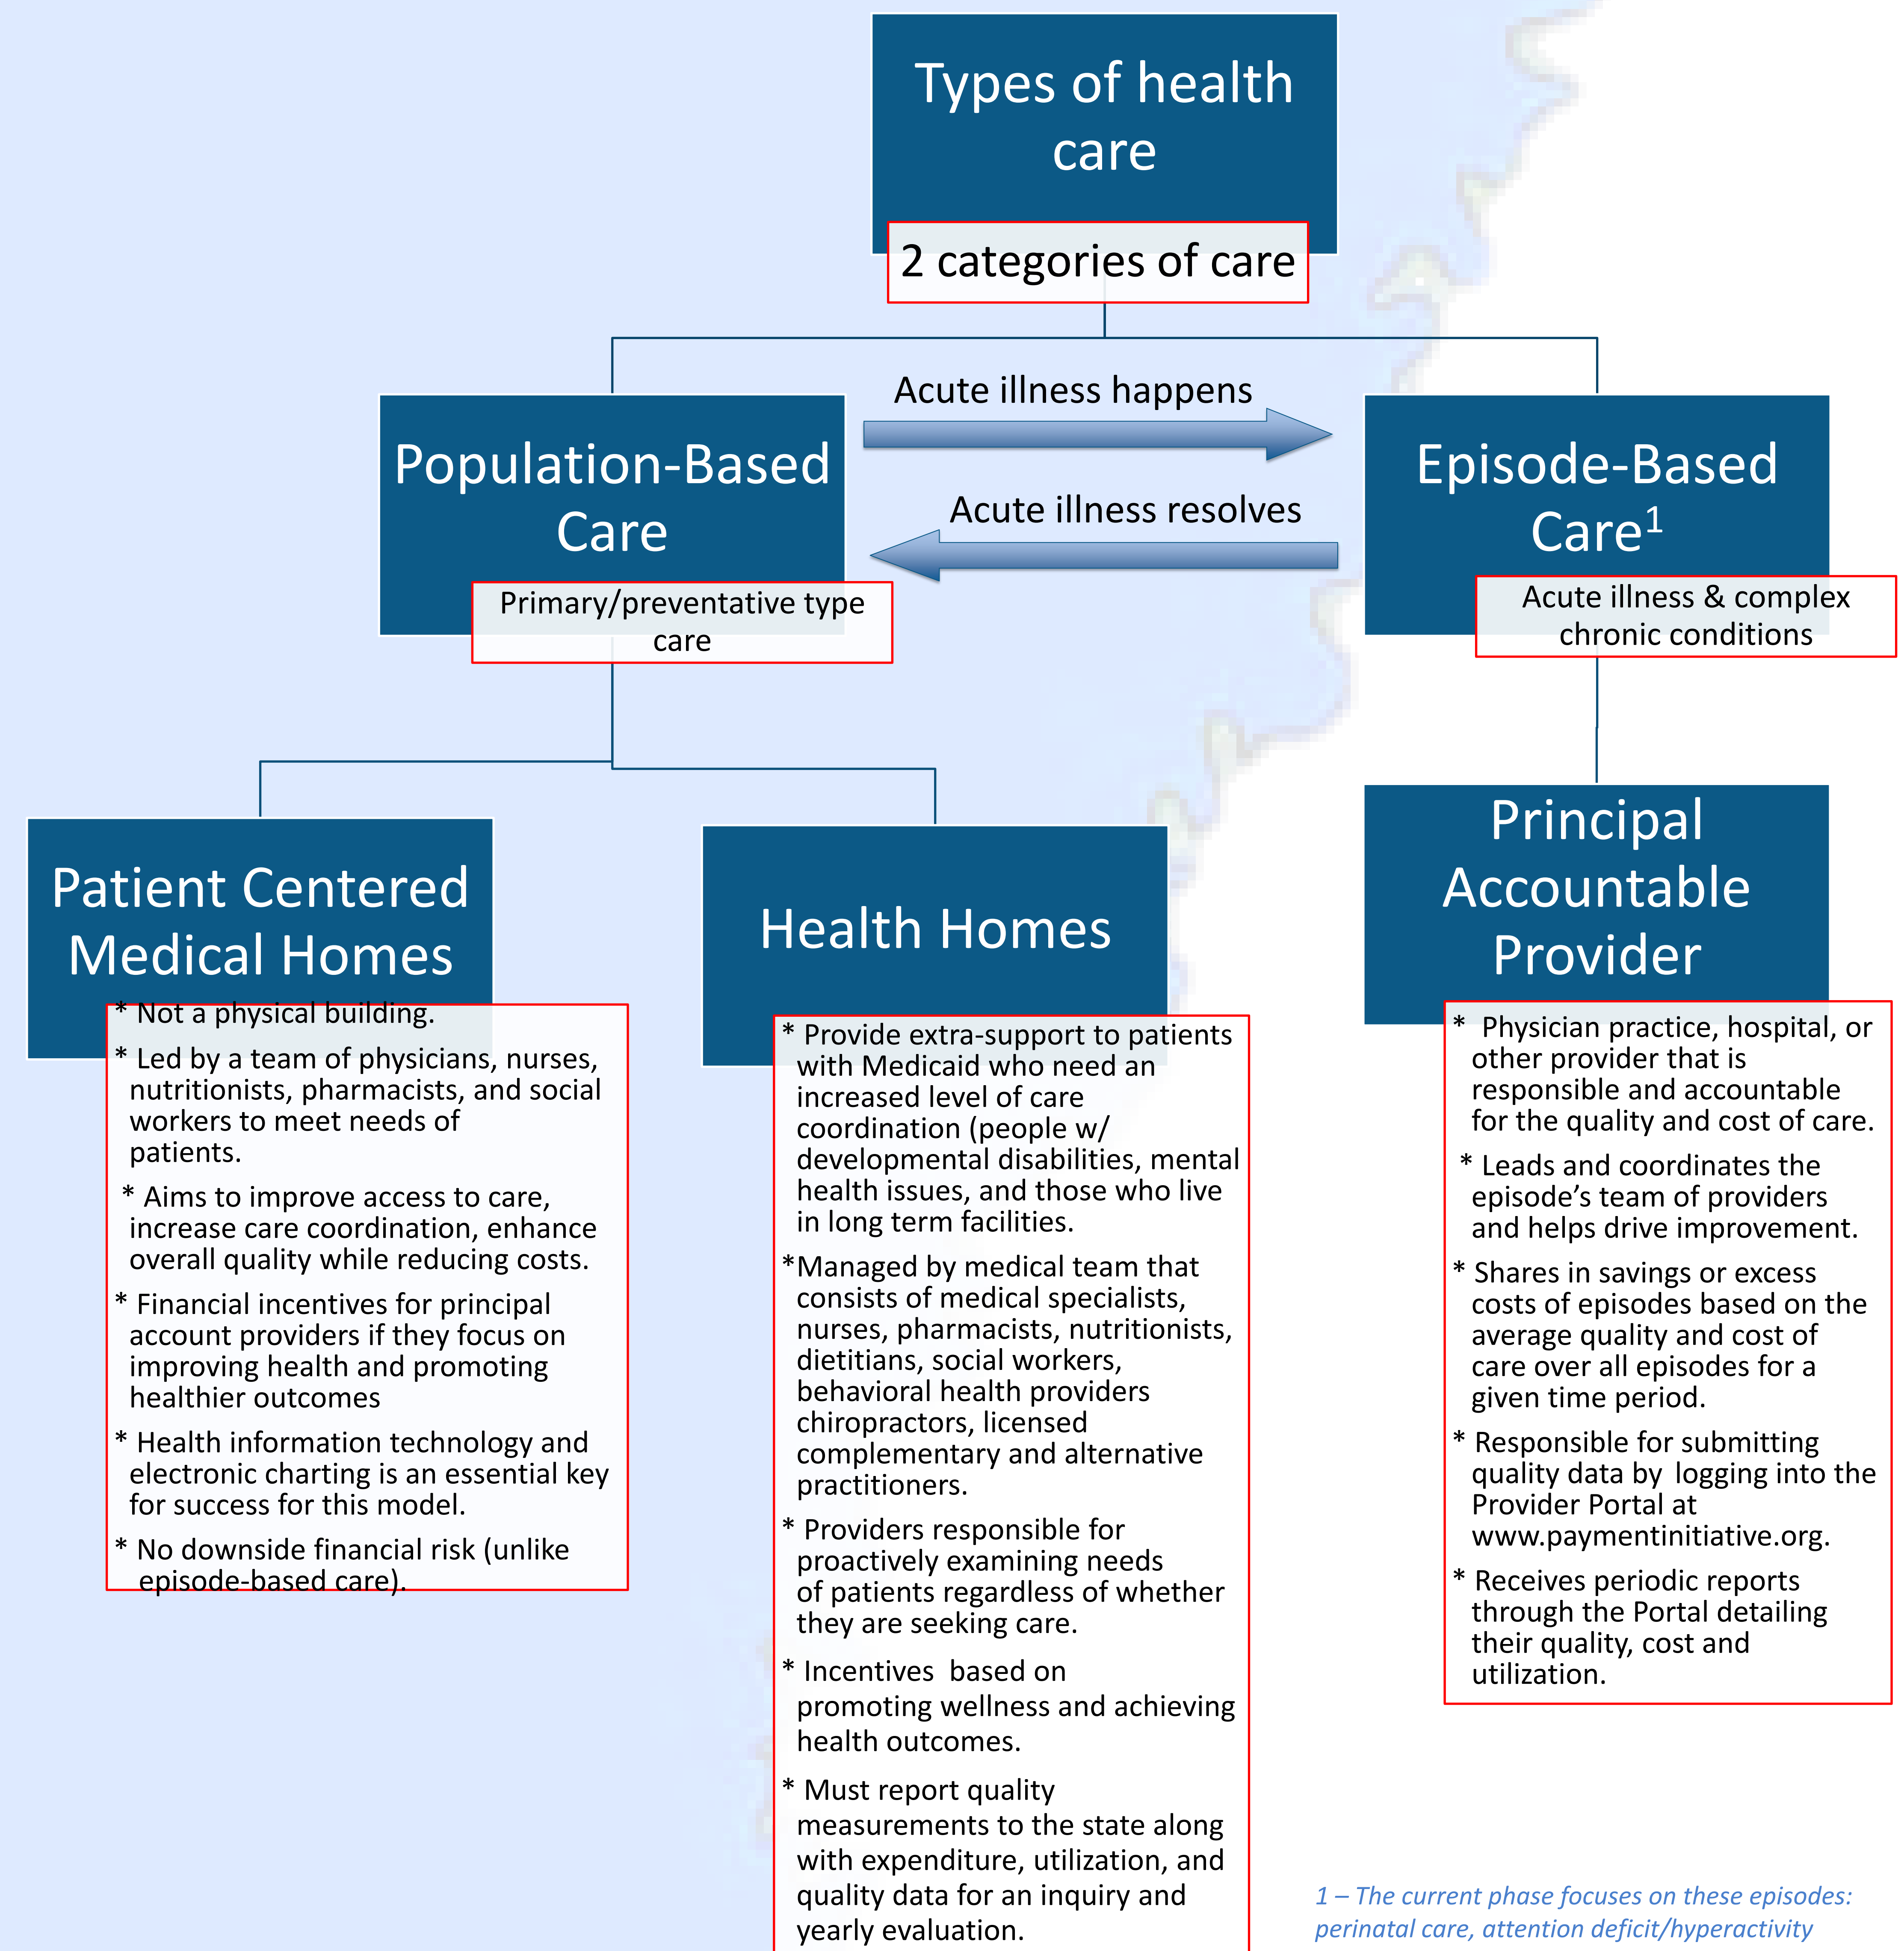 Types of health
care
2 categories of care
Acute illness happens
Acute illness resolves
Population-Based
Care
Primary/preventative type
care
Episode-Based
Care1
Acute illness & complex
chronic conditions
Patient Centered
Medical Homes
* Not a physical building.
* Led by a team of physicians, nurses,
nutritionists, pharmacists, and social
workers to meet needs of
patients.
* Aims to improve access to care,
increase care coordination, enhance
overall quality while reducing costs.
* Financial incentives for principal
account providers if they focus on
improving health and promoting
healthier outcomes
* Health information technology and
electronic charting is an essential key
for success for this model.
* No downside financial risk (unlike
episode-based care).
Health Homes
* Provide extra-support to patients
with Medicaid who need an
increased level of care
coordination (people w/
developmental disabilities, mental
health issues, and those who live
in long term facilities.
*Managed by medical team that
consists of medical specialists,
nurses, pharmacists, nutritionists,
dietitians, social workers,
behavioral health providers
chiropractors, licensed
complementary and alternative
practitioners.
* Providers responsible for
proactively examining needs
of patients regardless of whether
they are seeking care.
* Incentives based on
promoting wellness and achieving
health outcomes.
* Must report quality
measurements to the state along
with expenditure, utilization, and
quality data for an inquiry and
yearly evaluation.
Principal
Accountable
Provider
* Physician practice, hospital, or
other provider that is
responsible and accountable
for the quality and cost of care.
* Leads and coordinates the
episode’s team of providers
and helps drive improvement.
* Shares in savings or excess
costs of episodes based on the
average quality and cost of
care over all episodes for a
given time period.
* Responsible for submitting
quality data by logging into the
Provider Portal at
www.paymentinitiative.org.
* Receives periodic reports
through the Portal detailing
their quality, cost and
utilization.
1 – The current phase focuses on these episodes:
perinatal care, attention deficit/hyperactivity